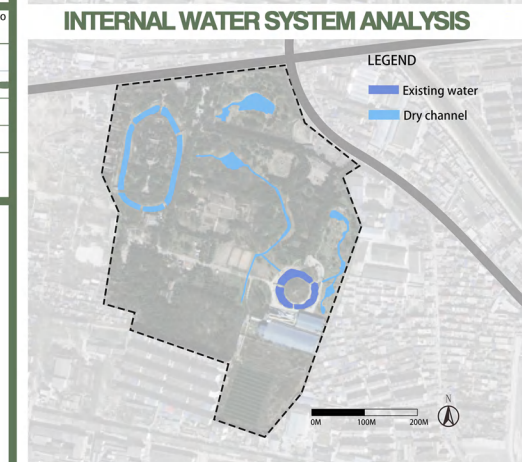 o
INTERNAL WATER SYSTEM ANALYSIS
LEGEND
Existing water
Dry channel
N
0M 100M 200M